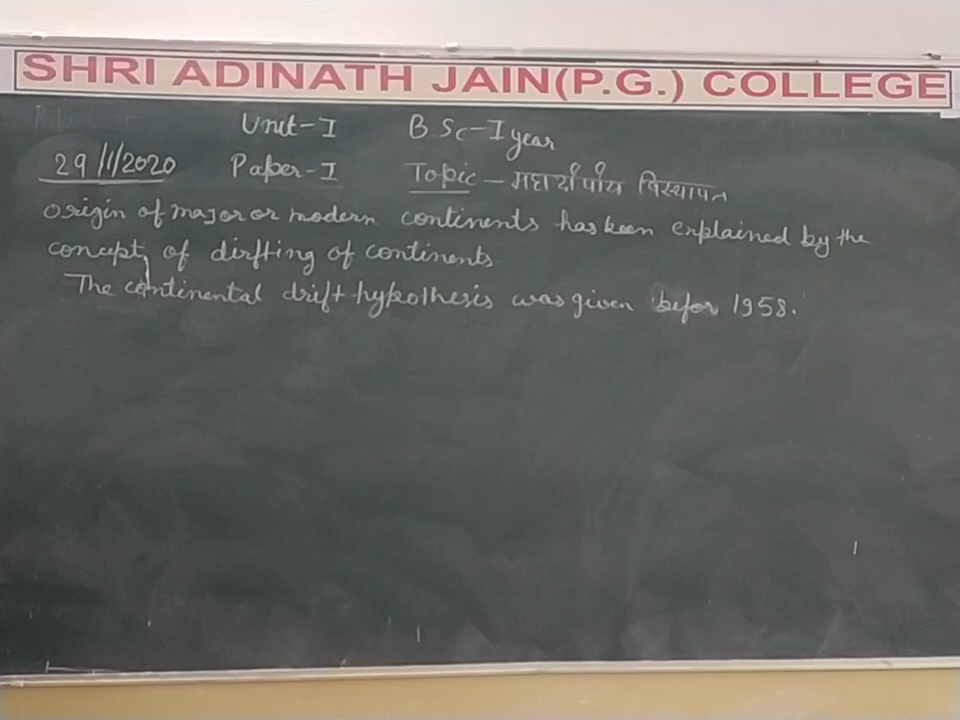 SHRI ADINATH JAIN(P.G.) COLLEGE
Unit-I B Sc-I year
29/1/2020 Paper-I Topic - महाद्वीपीय विस्थापन
origin of major or modern continents has been explained by the
concept of dirfting of continents.
The continental drift hypothesis was given befor 1958.